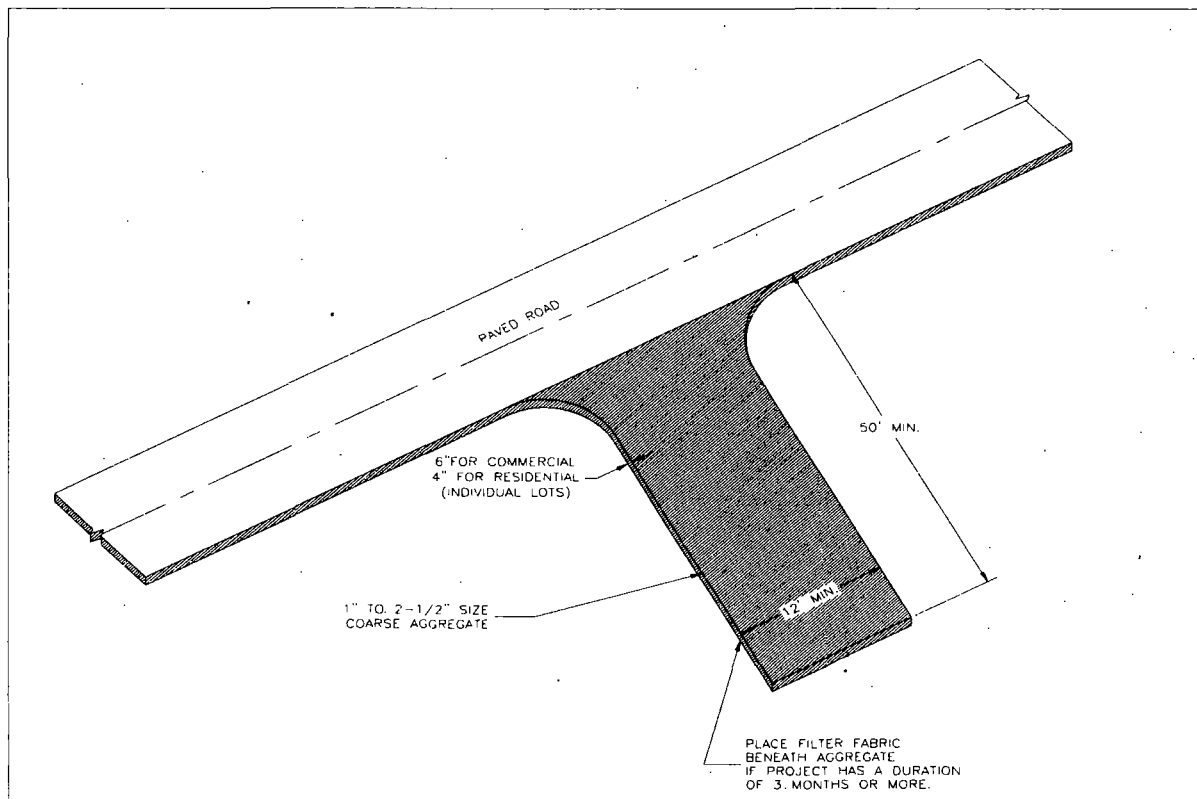 PAVED ROAD
50' MIN.
6" FOR COMMERCIAL
4" FOR RESIDENTIAL
(INDIVIDUAL LOTS)
1" TO 2-1/2" SIZE
COARSE AGGREGATE
12' MIN.
PLACE FILTER FABRIC
BENEATH AGGREGATE
IF PROJECT HAS A DURATION
OF 3 MONTHS OR MORE.